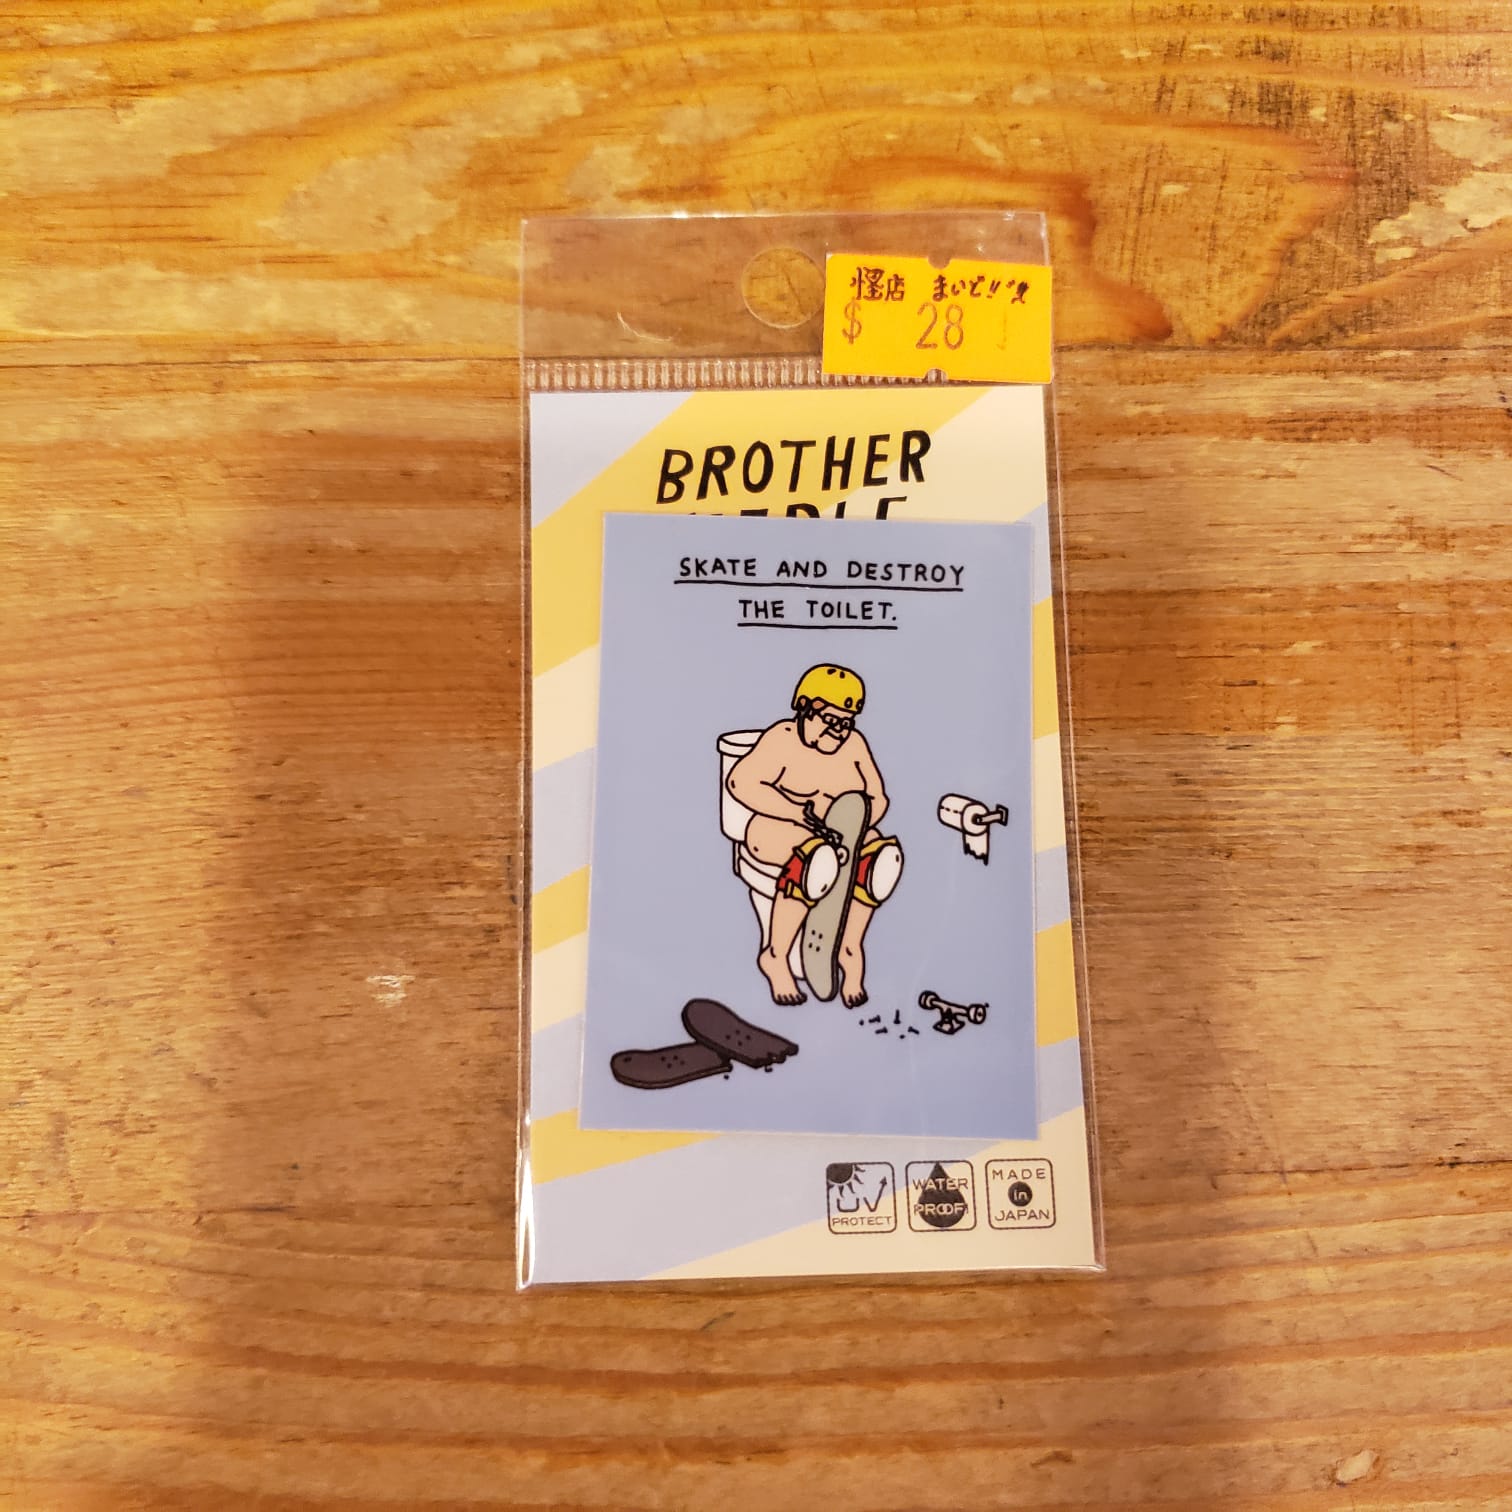 怪店 まいど!!
$ 28
BROTHER
SKATE AND DESTROY
THE TOILET.
UV
PROTECT
WATER
PROOF!
MADE
in
JAPAN